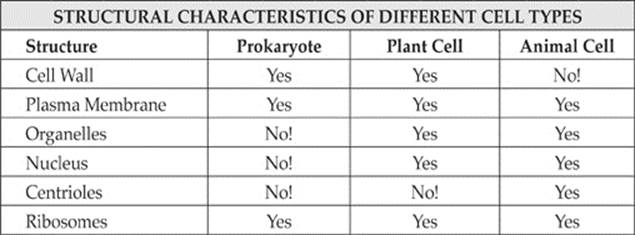 STRUCTURAL CHARACTERISTICS OF DIFFERENT CELL TYPES
Structure Prokaryote Plant Cell Animal Cell
Cell Wall Yes Yes No!
Plasma Membrane Yes Yes Yes
Organelles No! Yes Yes
Nucleus No! Yes Yes
Centrioles No! No! Yes
Ribosomes Yes Yes Yes